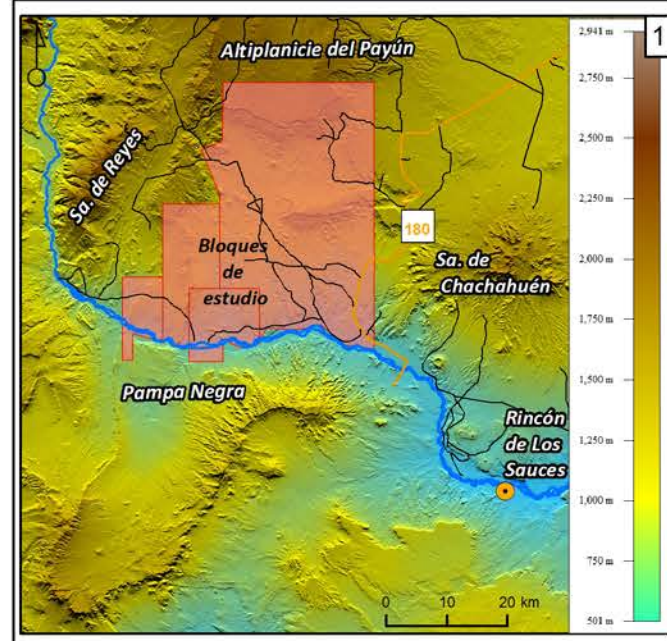 1
Altiplanicie del Payún
Sa. de Reyes
180
Bloques
de
estudio
Sa. de
Chachahuén
Pampa Negra
Rincón
de Los
Sauces
0 10 20 km
2,941 m
2,750 m
2,500 m
2,250 m
2,000 m
1,750 m
1,500 m
1,250 m
1,000 m
750 m
501 m